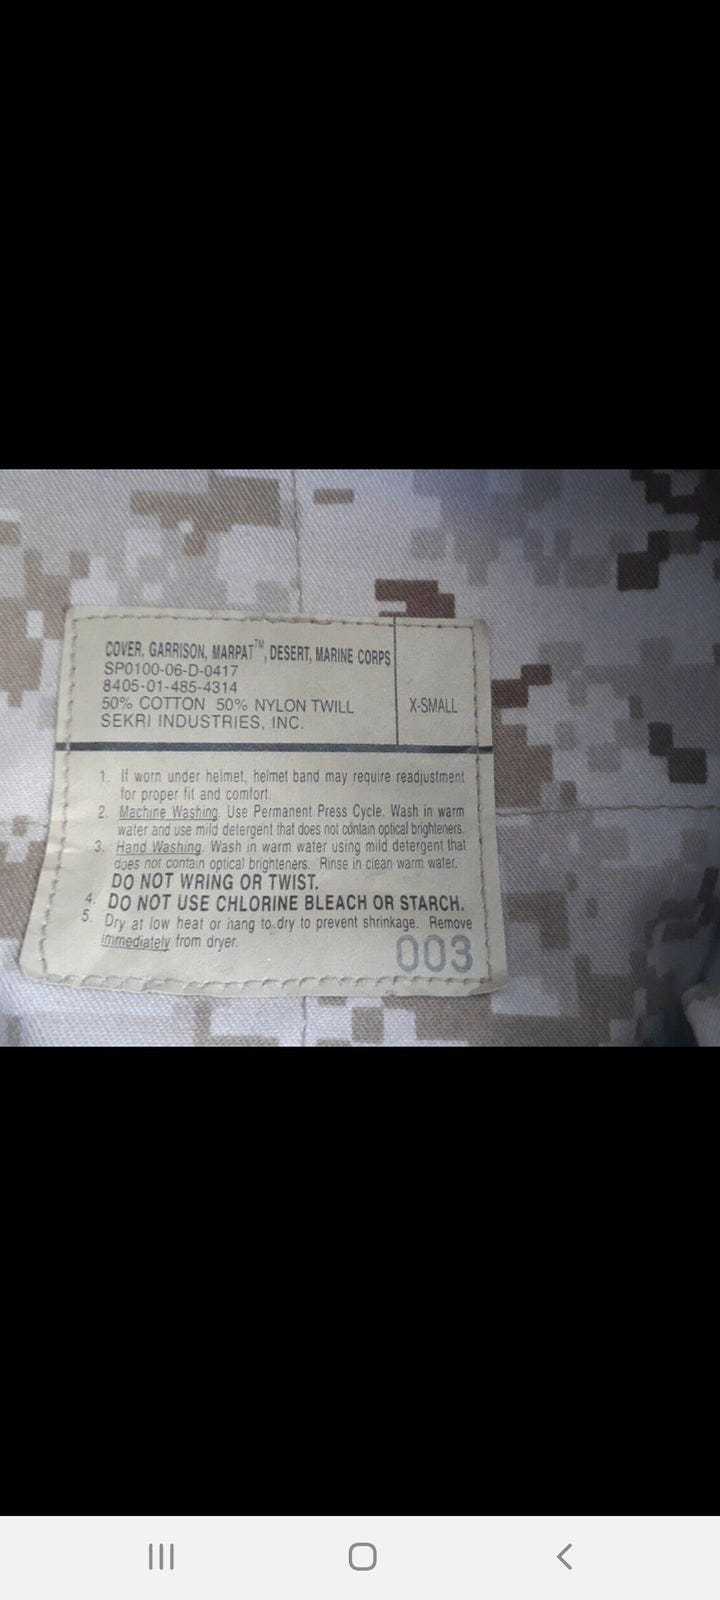 COVER, GARRISON, MARPAT™, DESERT, MARINE CORPS
SP0100-06-D-0417
8405-01-485-4314
50% COTTON 50% NYLON TWILL
SEKRI INDUSTRIES, INC.
X-SMALL
1. If worn under helmet, helmet band may require readjustment
for proper fit and comfort.
2. Machine Washing. Use Permanent Press Cycle. Wash in warm
water and use mild detergent that does not contain optical brighteners.
3. Hand Washing. Wash in warm water using mild detergent that
does not contain optical brighteners. Rinse in clean warm water.
DO NOT WRING OR TWIST.
4. DO NOT USE CHLORINE BLEACH OR STARCH.
5. Dry at low heat or hang to dry to prevent shrinkage. Remove
immediately from dryer.
003